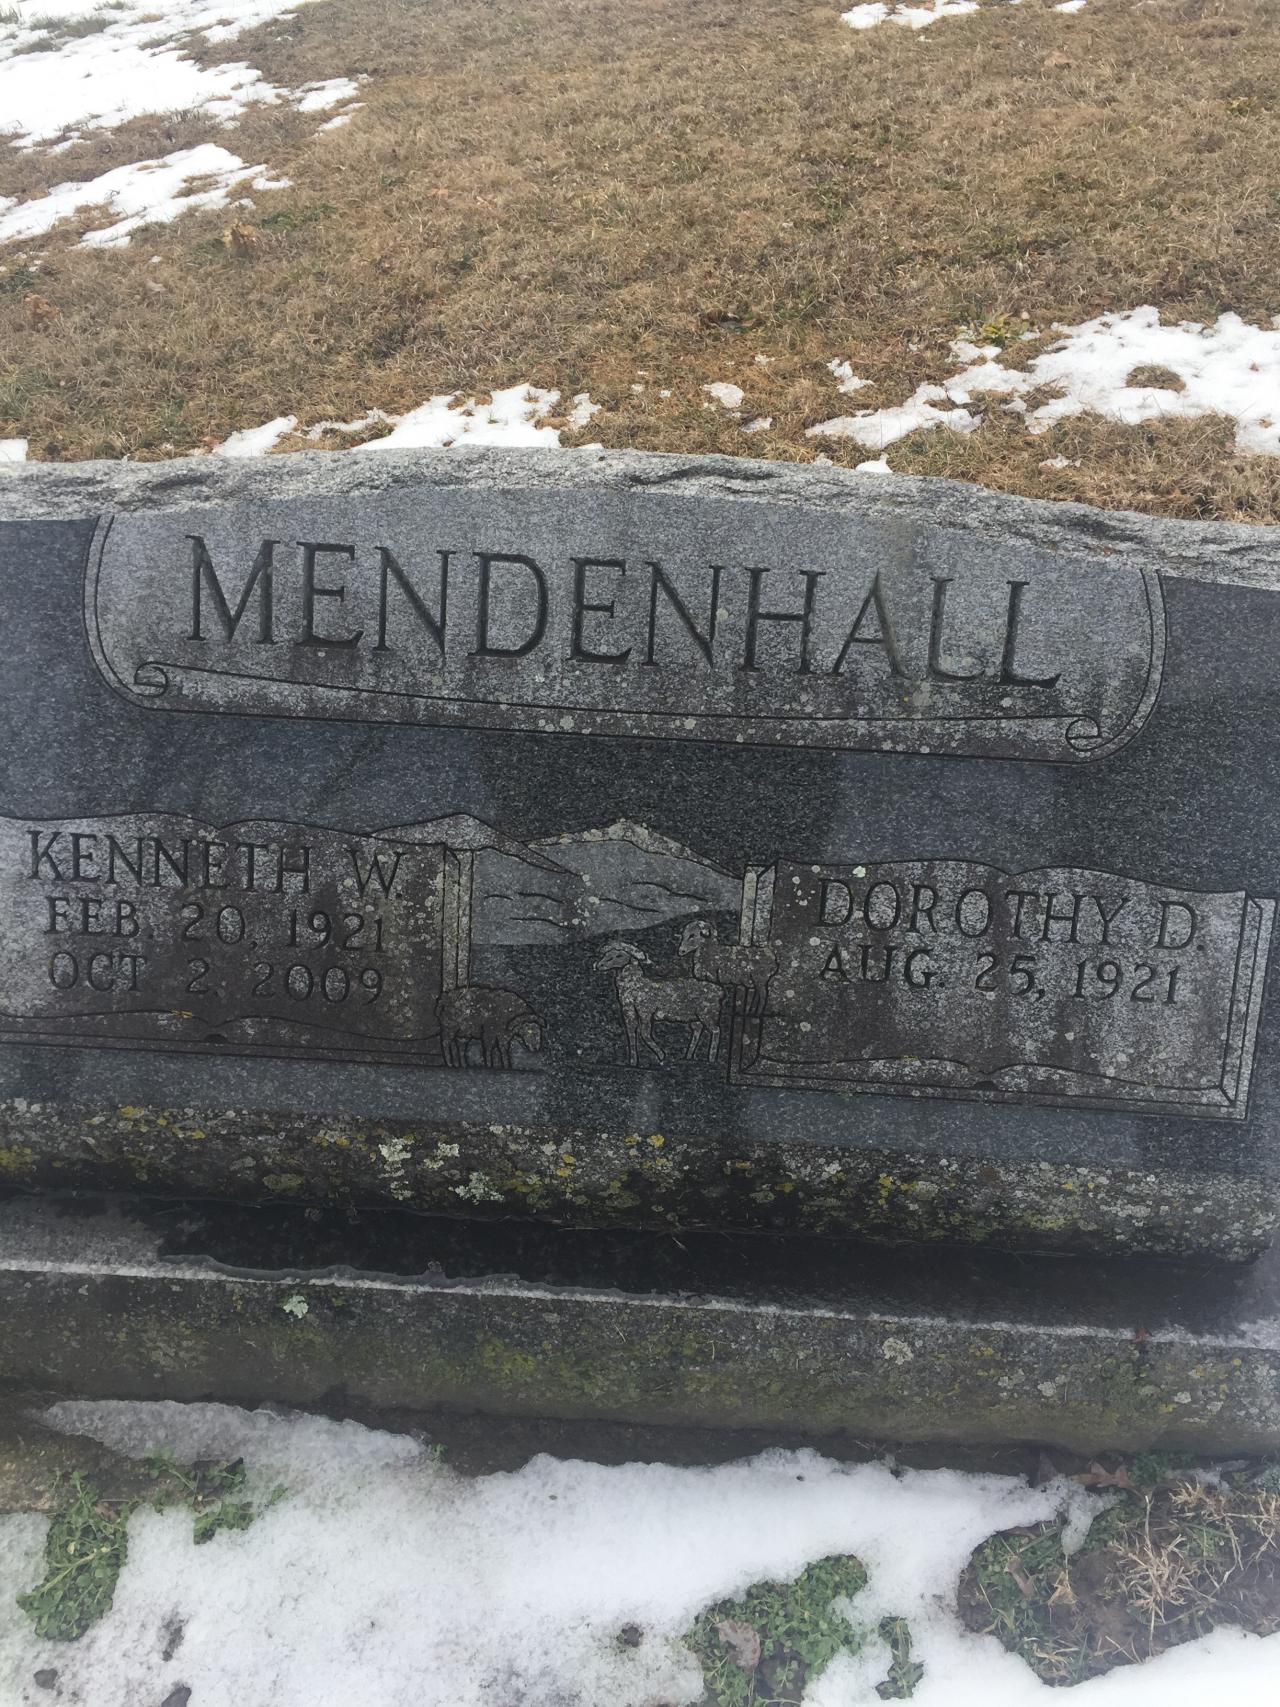 MENDENHALL
KENNETH W.
FEB. 20, 1921
OCT 2, 2009
DOROTHY D.
AUG. 25, 1921